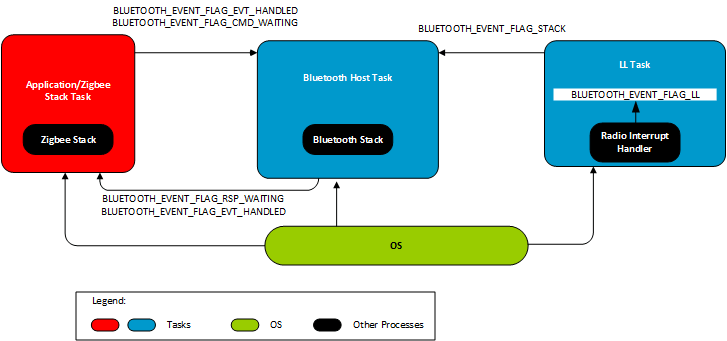 BLUETOOTH_EVENT_FLAG_EVT_HANDLED
BLUETOOTH_EVENT_FLAG_CMD_WAITING
BLUETOOTH_EVENT_FLAG_STACK
Application/Zigbee
Stack Task
Zigbee Stack
Bluetooth Host Task
Bluetooth Stack
LL Task
BLUETOOTH_EVENT_FLAG_LL
Radio Interrupt
Handler
BLUETOOTH_EVENT_FLAG_RSP_WAITING
BLUETOOTH_EVENT_FLAG_EVT_HANDLED
OS
Legend:
Tasks
OS
Other Processes